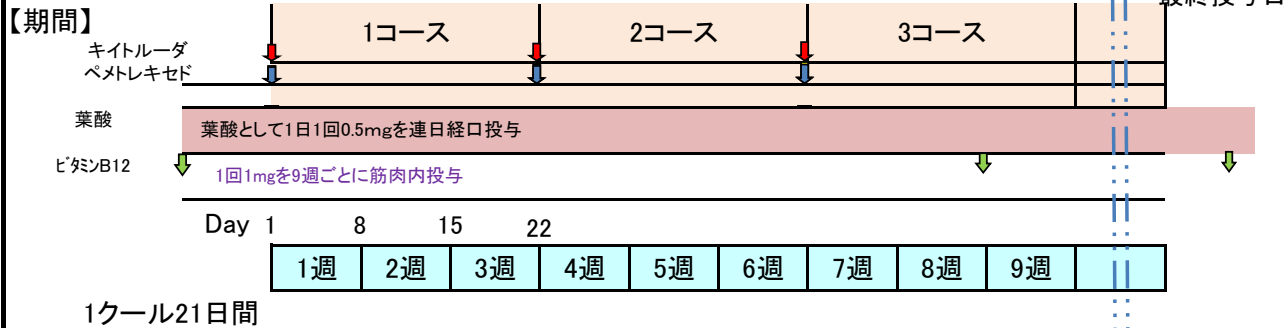 【期間】
1コース 2コース 3コース
キイトルーダ
ペメトレキセド
葉酸 葉酸として1日1回0.5mgを連日経口投与
ビタミンB12 1回1mgを9週ごとに筋肉内投与
Day 1 8 15 22
1週 2週 3週 4週 5週 6週 7週 8週 9週
1クール21日間